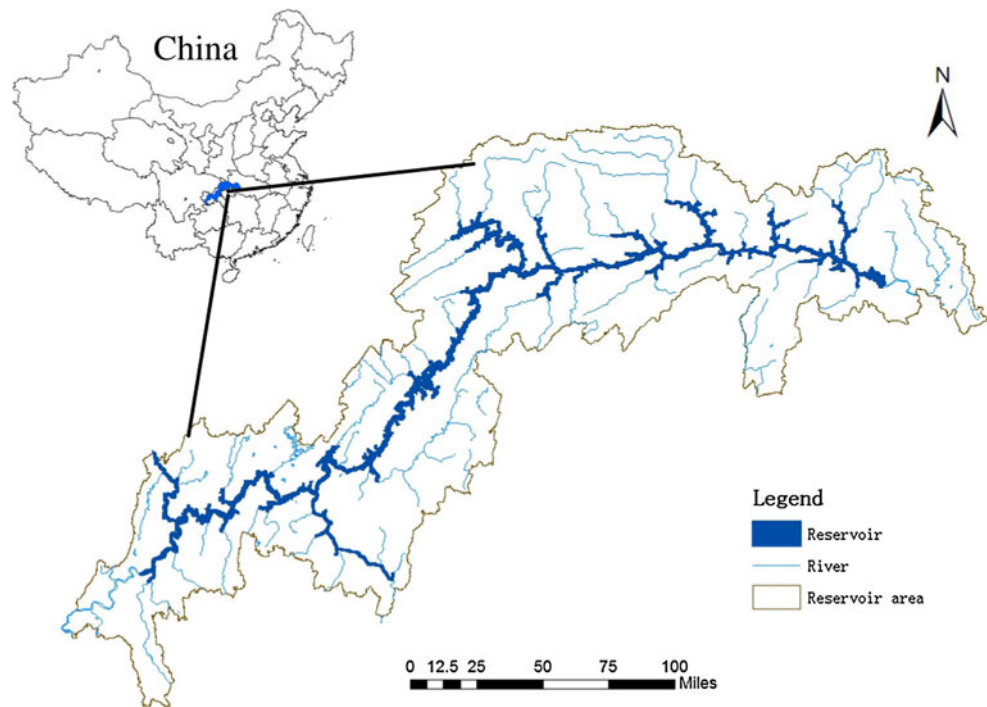 China
N
Legend
Reservoir
River
Reservoir area
0 12.5 25 50 75 100
Miles